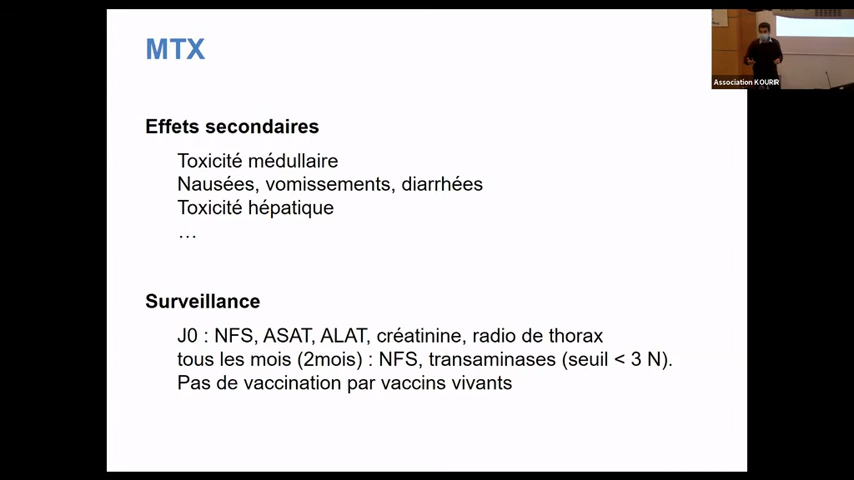 MTX
Association KOURIR
Effets secondaires
Toxicité médullaire
Nausées, vomissements, diarrhées
Toxicité hépatique
…
Surveillance
J0 : NFS, ASAT, ALAT, créatinine, radio de thorax
tous les mois (2mois) : NFS, transaminases (seuil < 3 N).
Pas de vaccination par vaccins vivants